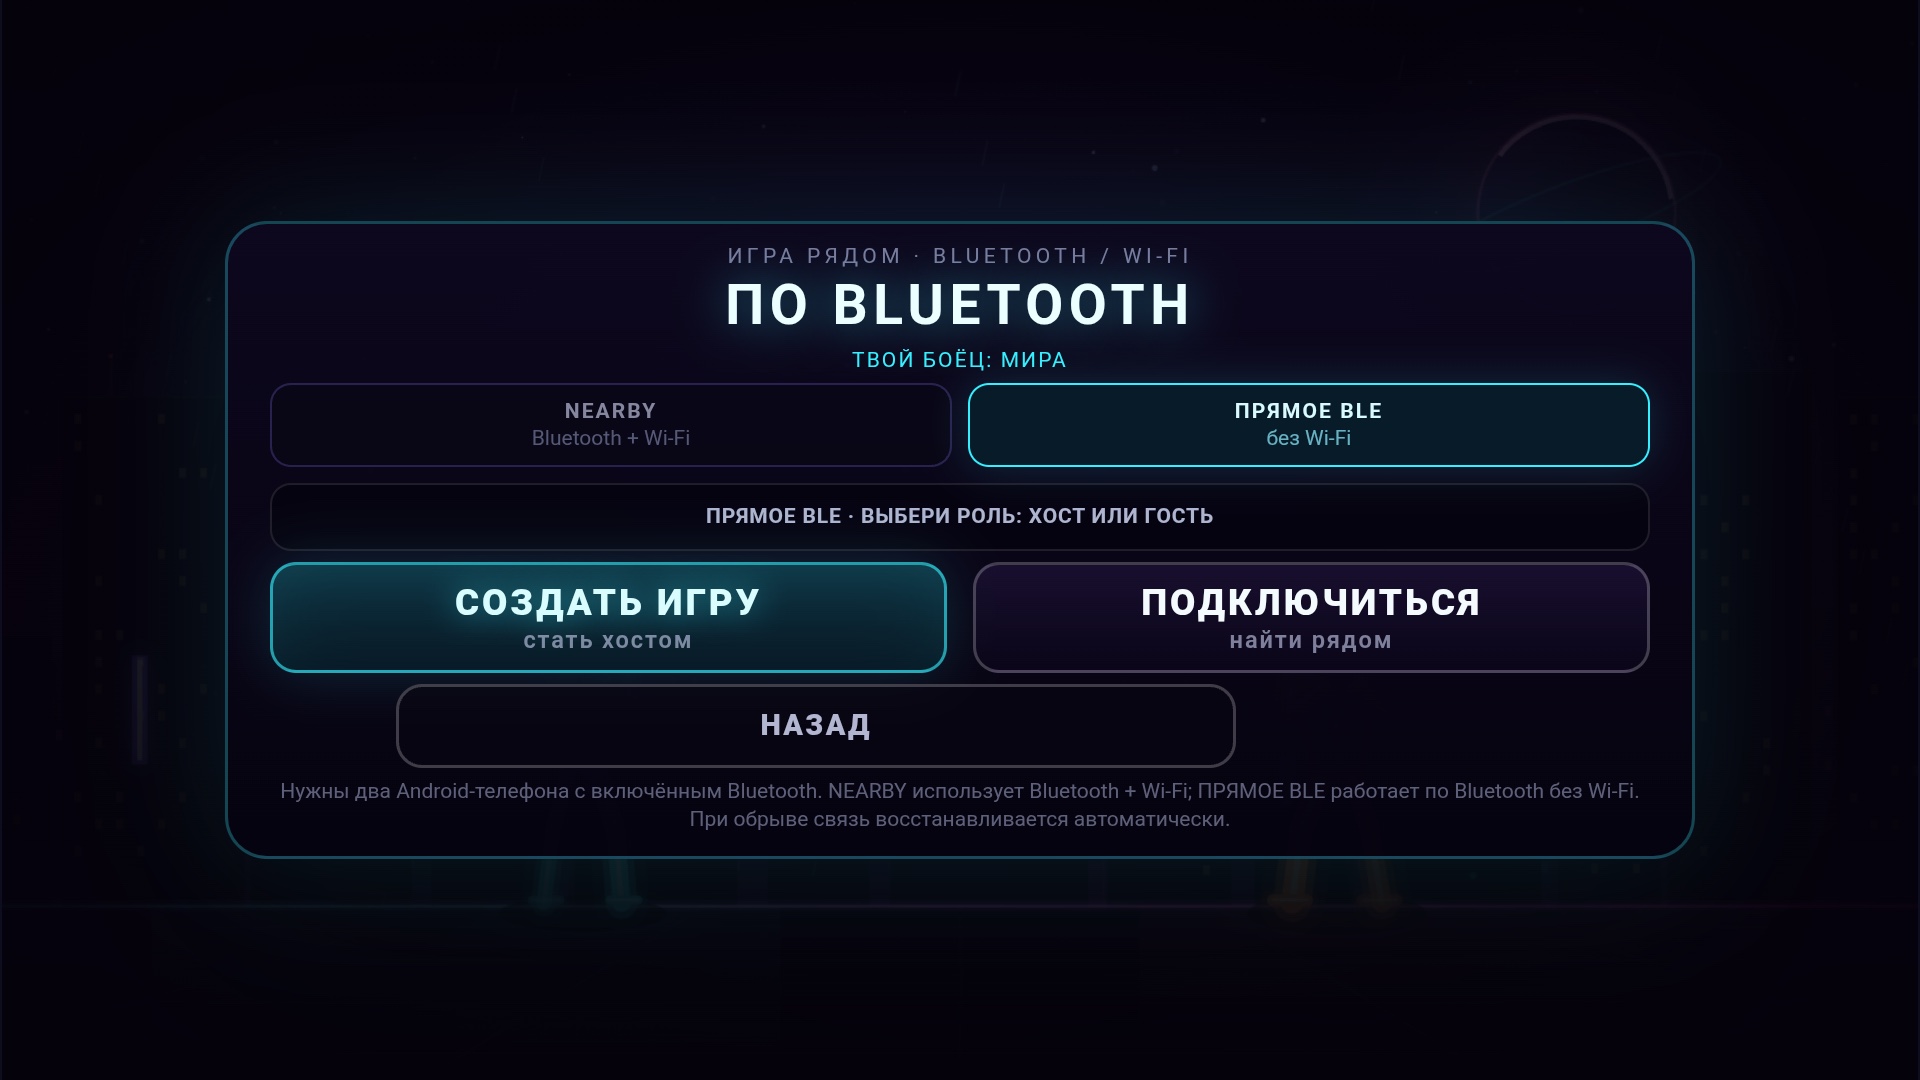 ИГРА РЯДОМ · BLUETOOTH / WI-FI
ПО BLUETOOTH
ТВОЙ БОЁЦ: МИРА
NEARBY
Bluetooth + Wi-Fi
ПРЯМОЕ BLE
без Wi-Fi
ПРЯМОЕ BLE · ВЫБЕРИ РОЛЬ: ХОСТ ИЛИ ГОСТЬ
СОЗДАТЬ ИГРУ
стать хостом
ПОДКЛЮЧИТЬСЯ
найти рядом
НАЗАД
Нужны два Android-телефона с включённым Bluetooth. NEARBY использует Bluetooth + Wi-Fi; ПРЯМОЕ BLE работает по Bluetooth без Wi-Fi.
При обрыве связь восстанавливается автоматически.